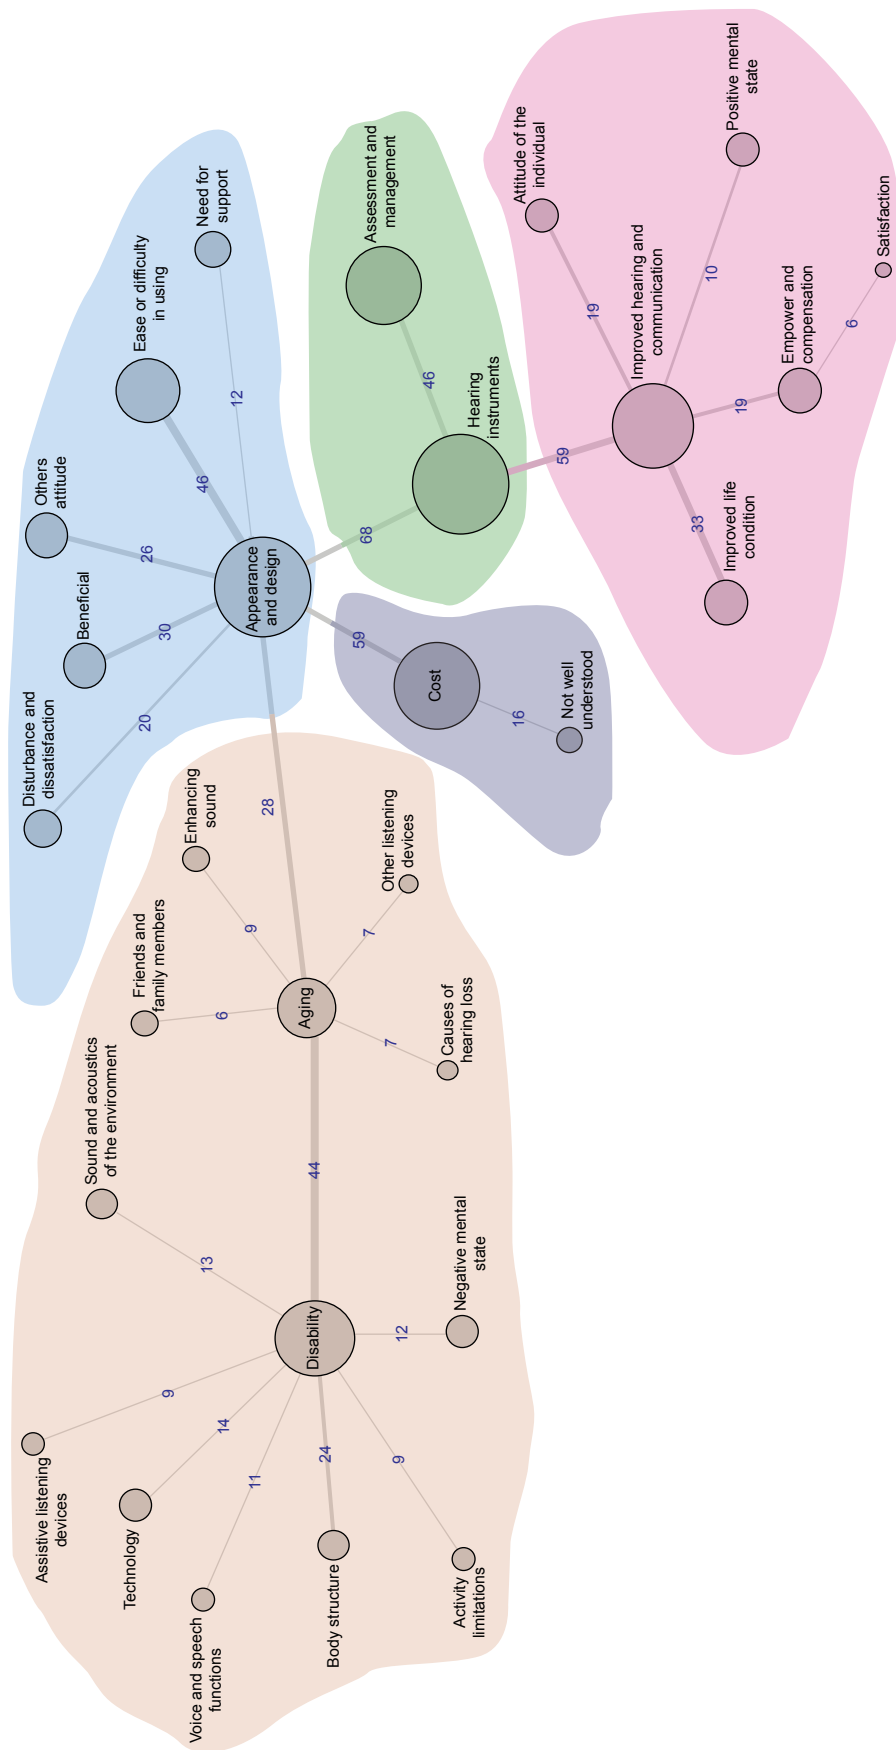 Assistive listening
devices
Technology
Voice and speech
functions
Body structure
Activity
limitations
Negative mental
state
Disability
Sound and acoustics
of the environment
9
14
11
24
9
12
13
44
Aging
Friends and
family members
Enhancing
sound
Other listening
devices
Causes of
hearing loss
6
9
7
7
28
Disturbance and
dissatisfaction
Beneficial
Others
attitude
Ease or difficulty
in using
Need for
support
Appearance
and design
20
30
26
46
12
59
68
Cost
16
Not well
understood
Hearing
instruments
46
Assessment and
management
59
Improved hearing and
communication
Attitude of the
individual
19
Positive mental
state
10
Empower and
compensation
19
Satisfaction
6
Improved life
condition
33